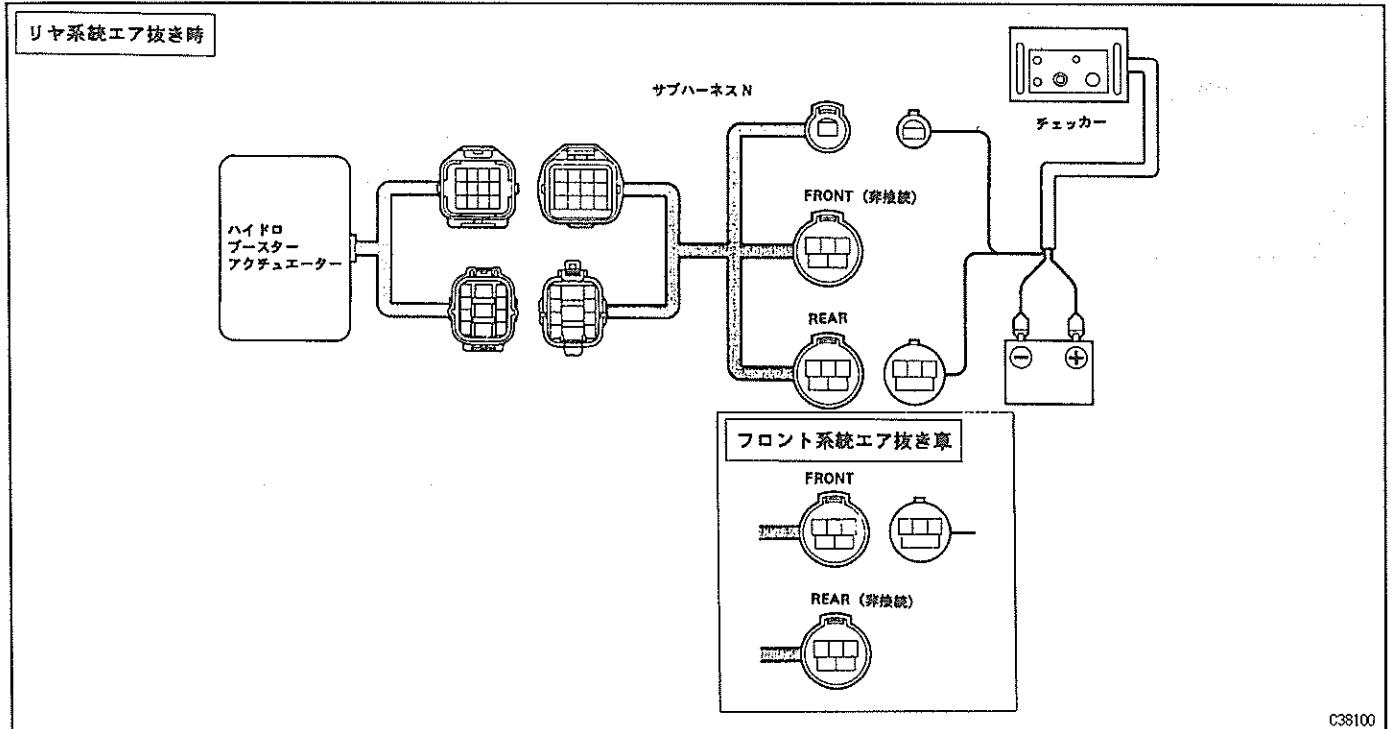 リヤ系統エア抜き時
サブハーネス N
チェッカー
FRONT (非接続)
ハイドロ
ブースター
アクチュエーター
REAR
− +
フロント系統エア抜き車
FRONT
REAR (非接続)
C38100